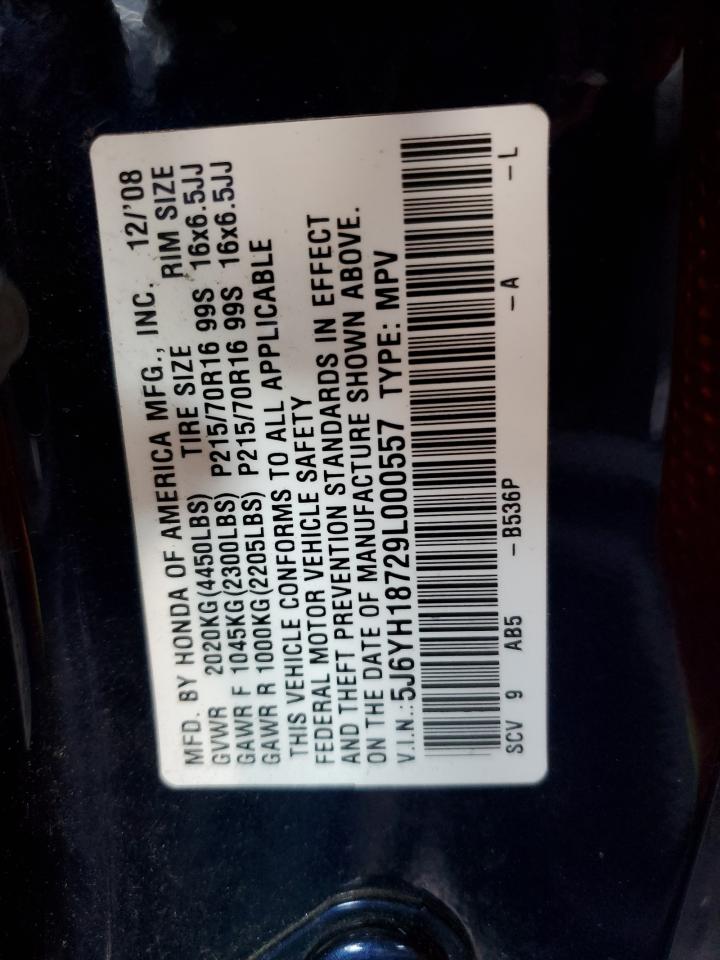 MFD. BY HONDA OF AMERICA MFG., INC. 12/'08
GVWR 2020KG(4450LBS) TIRE SIZE RIM SIZE
GAWR F 1045KG(2300LBS) P215/70R16 99S 16x6.5JJ
GAWR R 1000KG(2205LBS) P215/70R16 99S 16x6.5JJ
THIS VEHICLE CONFORMS TO ALL APPLICABLE
FEDERAL MOTOR VEHICLE SAFETY
AND THEFT PREVENTION STANDARDS IN EFFECT
ON THE DATE OF MANUFACTURE SHOWN ABOVE.
V.I.N.:5J6YH18729L000557 TYPE: MPV
SCV 9 AB5 -B536P -A -L